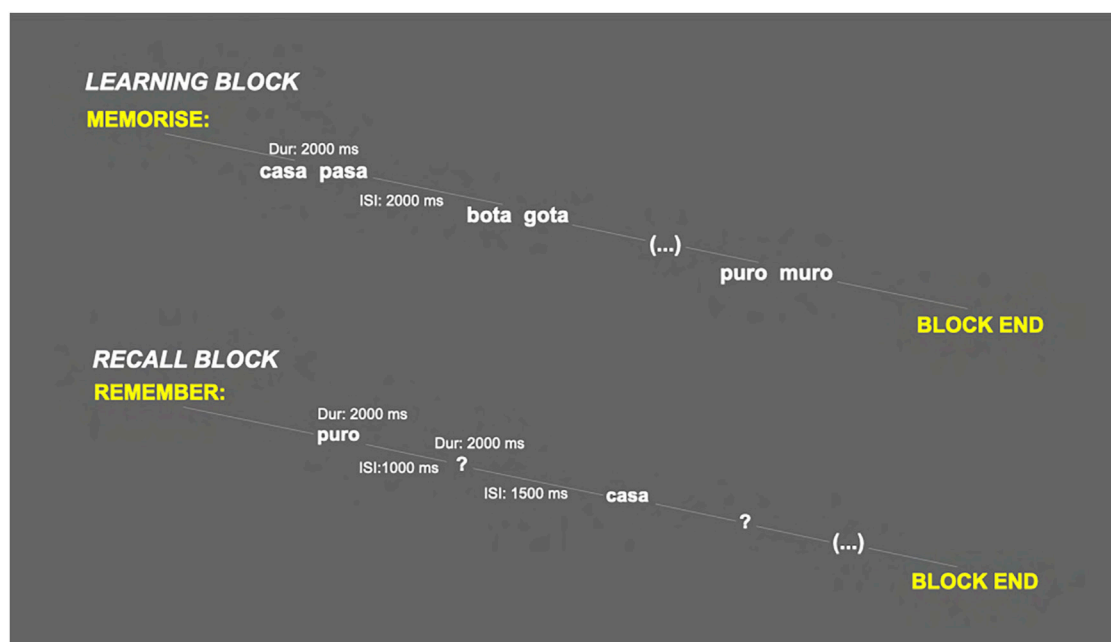 LEARNING BLOCK
MEMORISE:
Dur: 2000 ms
casa pasa
ISI: 2000 ms
bota gota
(...)
puro muro
BLOCK END
RECALL BLOCK
REMEMBER:
Dur: 2000 ms
puro
Dur: 2000 ms
ISI:1000 ms
?
ISI: 1500 ms
casa
?
(...)
BLOCK END